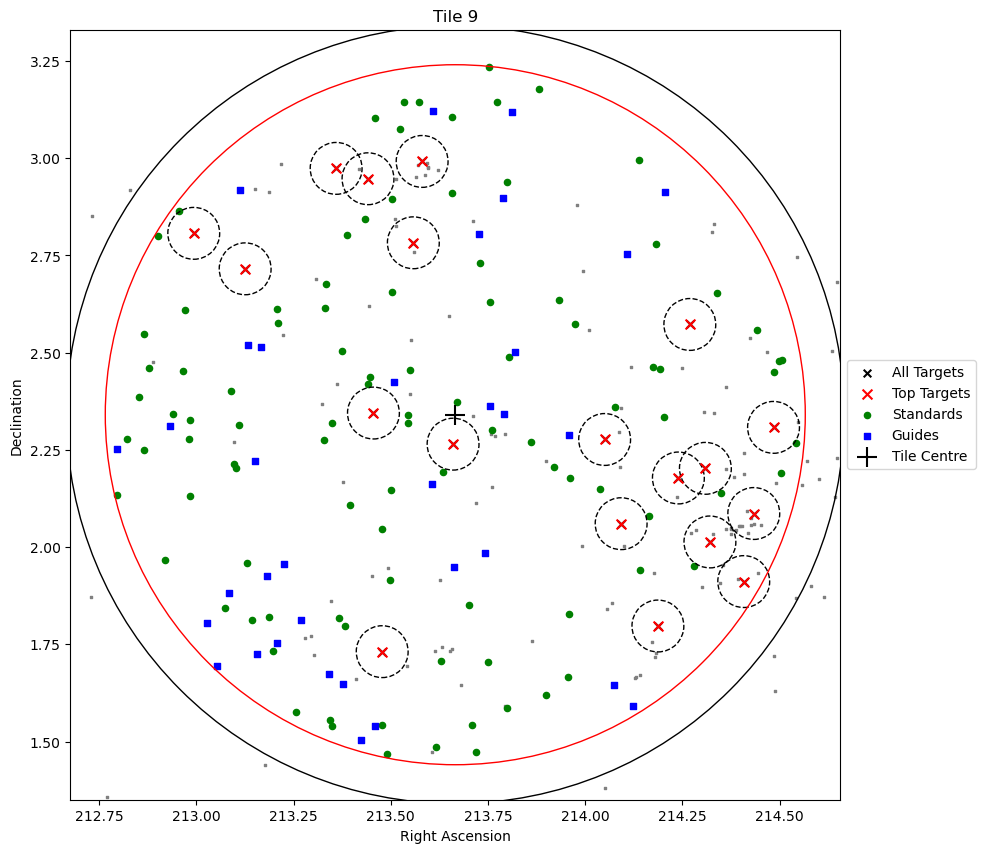 Tile 9
3.25
3.00
2.75
2.50
2.25
2.00
1.75
1.50
Declination
212.75 213.00 213.25 213.50 213.75 214.00 214.25 214.50
Right Ascension
All Targets
Top Targets
Standards
Guides
Tile Centre